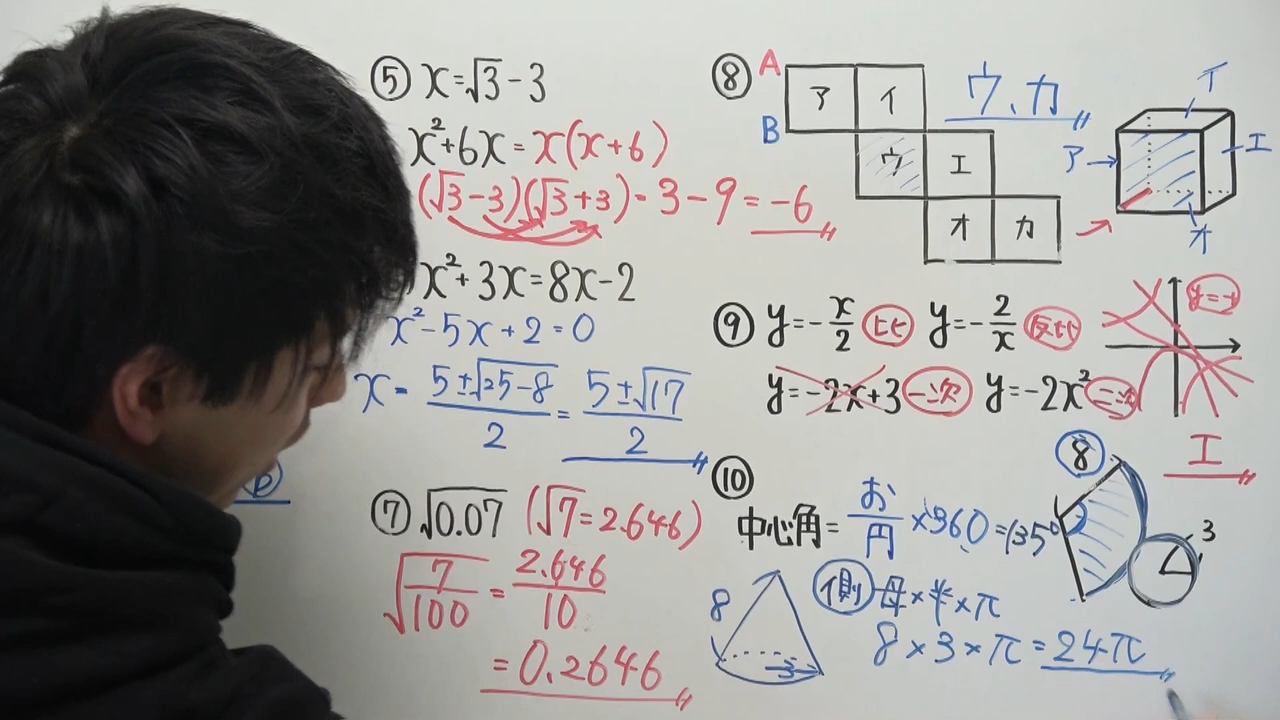 ⑤ x=√3-3
x²+6x=x(x+6)
(√3-3)(√3+3)=3-9=-6
x²+3x=8x-2
x²-5x+2=0
x=(5±√25-8)/2=(5±√17)/2
⑦ √0.07 (√7=2.646)
√(7/100)=2.646/10
=0.2646
⑧ A ア イ ウ、カ
B ウ エ
オ カ
イ
ア エ
オ
⑨ y=-x/2 比 y=-2/x 反比
y=-2x+3 一次 y=-2x² 二次
エ
⑩ 中心角=お/円×360=135°
8
3
側 母×半×π
8×3×π=24π
8
3